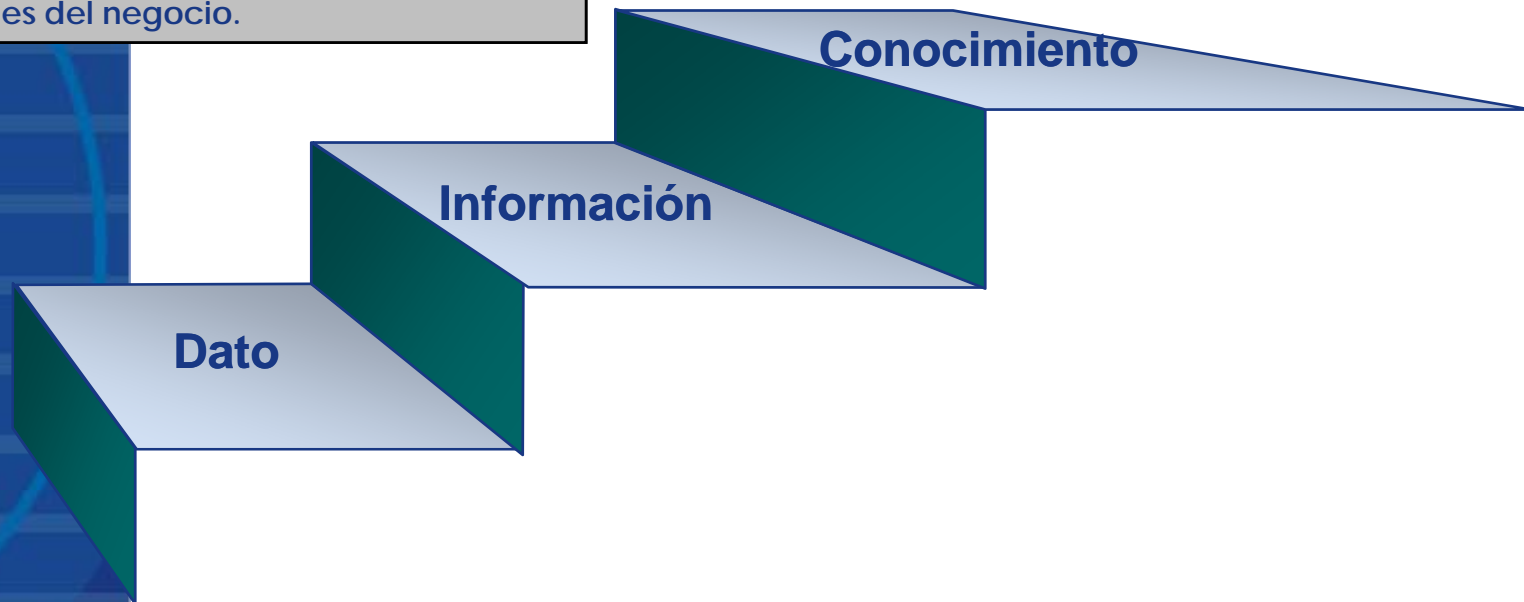 es del negocio.
Conocimiento
Información
Dato